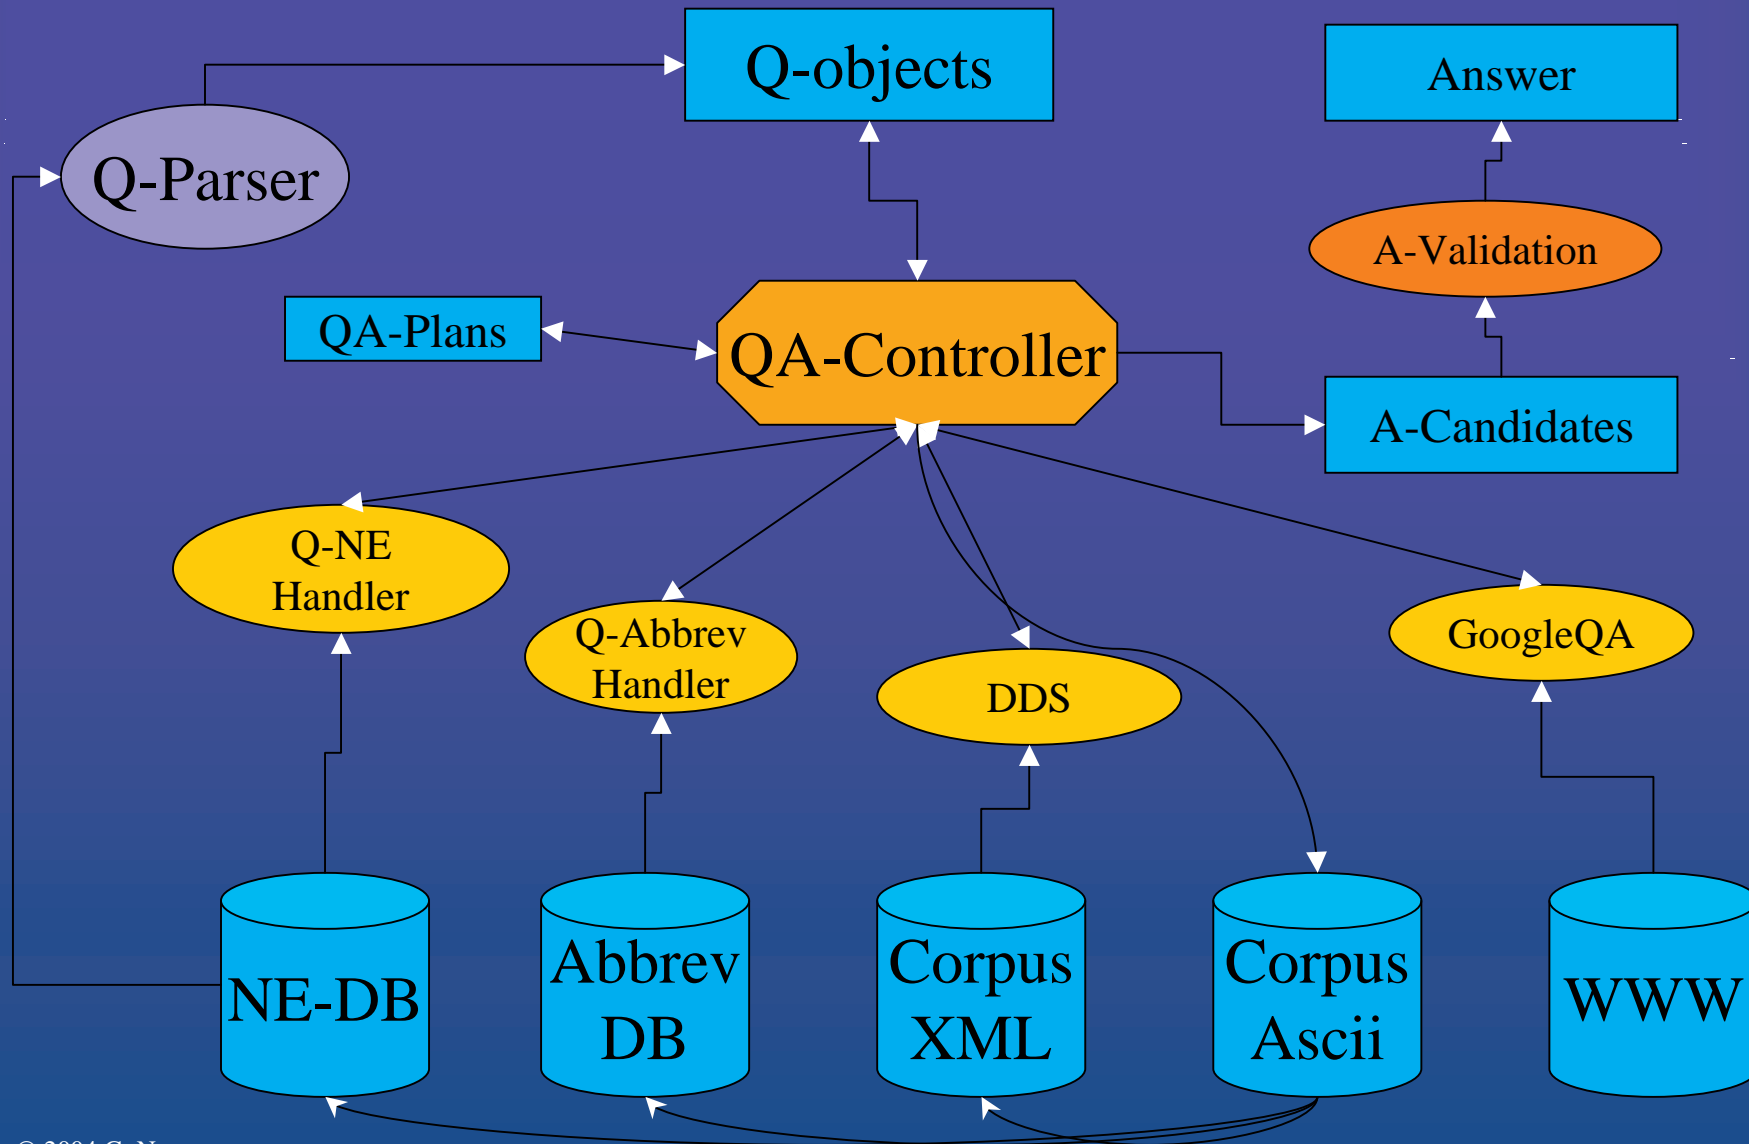 Q-objects
Answer
Q-Parser
A-Validation
QA-Plans
QA-Controller
A-Candidates
Q-NE
Handler
Q-Abbrev
Handler
DDS
GoogleQA
NE-DB
Abbrev
DB
Corpus
XML
Corpus
Ascii
WWW
© 2004 G. N